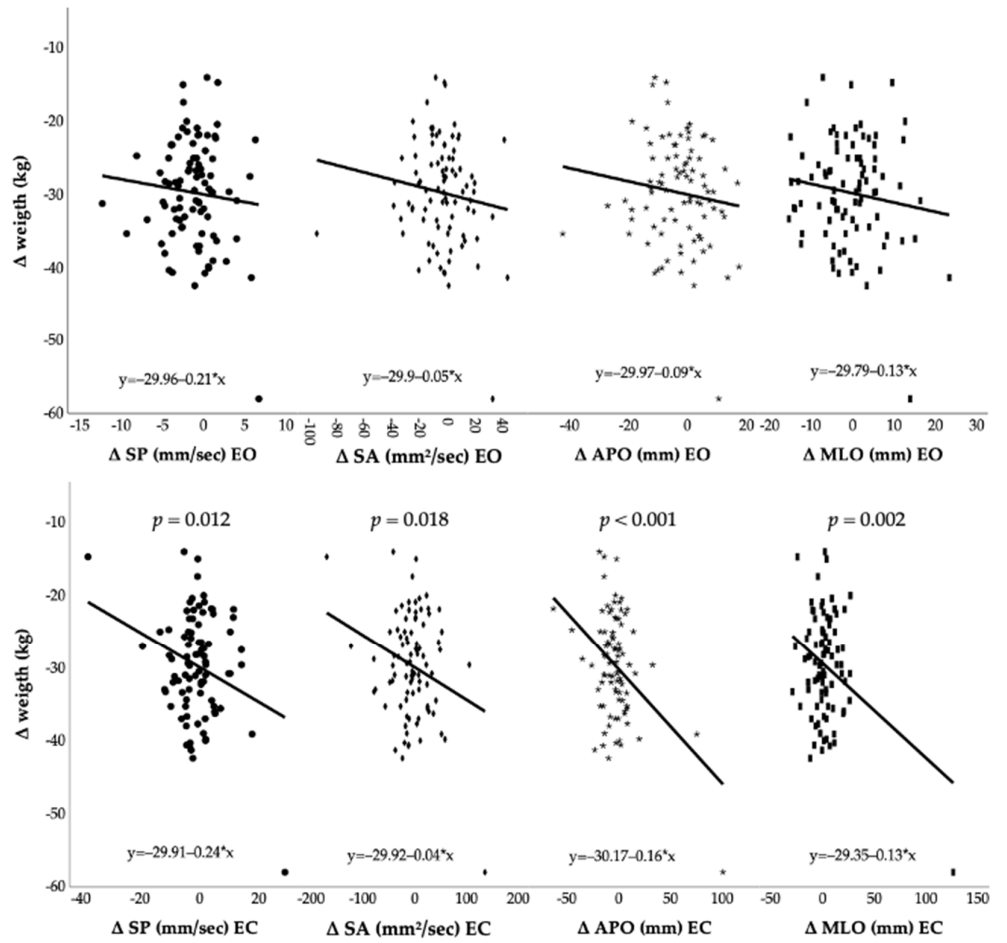 -10
-20
-30
-40
-50
-60
Δ weigth (kg)
y=–29.96–0.21*x
y=–29.9–0.05*x
y=–29.97–0.09*x
y=–29.79–0.13*x
-15 -10 -5 0 5 10
-100 -80 -60 -40 -20 0 20 40
-40 -20 0 20
-20 -10 0 10 20 30
Δ SP (mm/sec) EO
Δ SA (mm²/sec) EO
Δ APO (mm) EO
Δ MLO (mm) EO
p = 0.012
p = 0.018
p < 0.001
p = 0.002
-10
-20
-30
-40
-50
-60
Δ weigth (kg)
y=–29.91–0.24*x
y=–29.92–0.04*x
y=–30.17–0.16*x
y=–29.35–0.13*x
-40 -20 0 20
-200 -100 0 100 200
-50 0 50 100
-50 0 50 100 150
Δ SP (mm/sec) EC
Δ SA (mm²/sec) EC
Δ APO (mm) EC
Δ MLO (mm) EC